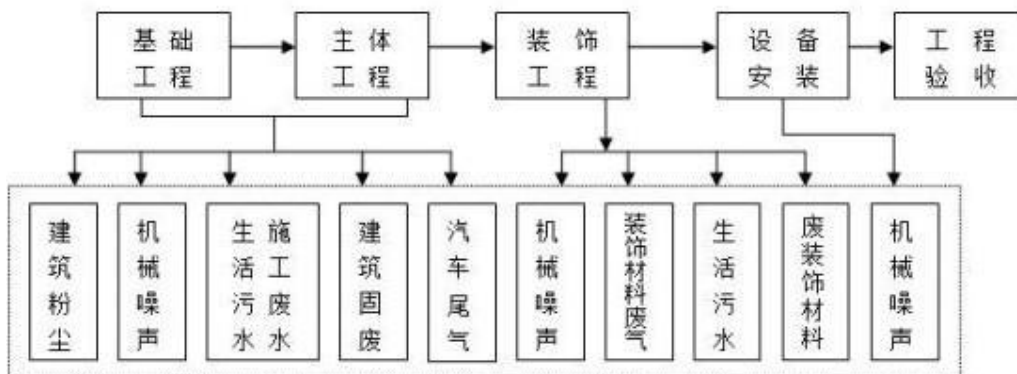 基础
工程
主体
工程
装饰
工程
设备
安装
工程
验收
建筑粉尘
机械噪声
生活污水
施工废水
建筑固废
汽车尾气
机械噪声
装饰材料废气
生活污水
废装饰材料
机械噪声